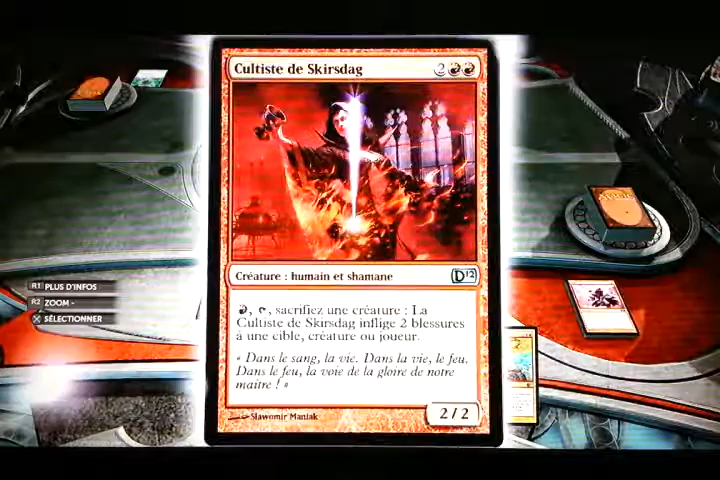 Cultiste de Skirsdag
2
Créature : humain et shamane
D12
, , sacrifiez une créature : La
Cultiste de Skirsdag inflige 2 blessures
à une cible, créature ou joueur.
« Dans le sang, la vie. Dans la vie, le feu.
Dans le feu, la voie de la gloire de notre
maître ! »
Slawomir Maniak
2 / 2
R1 PLUS D'INFOS
R2 ZOOM -
SÉLECTIONNER